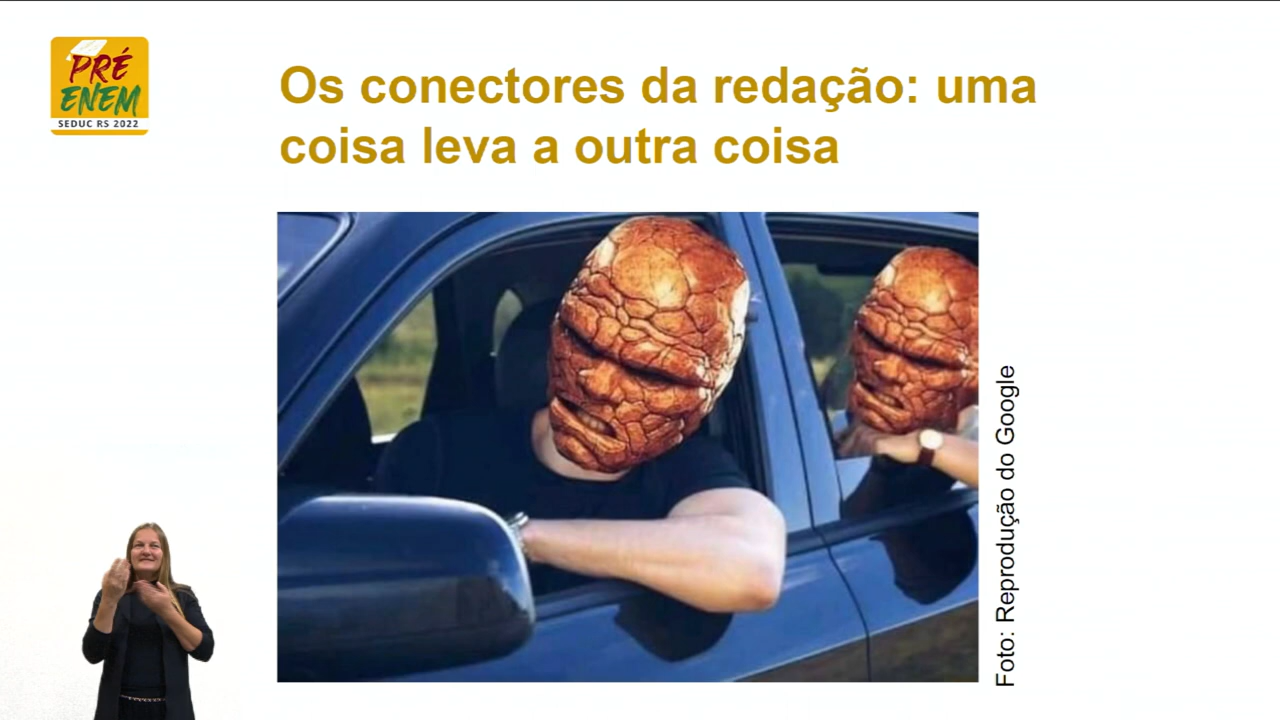 PRÉ
ENEM
SEDUC RS 2022
Os conectores da redação: uma
coisa leva a outra coisa
Foto: Reprodução do Google